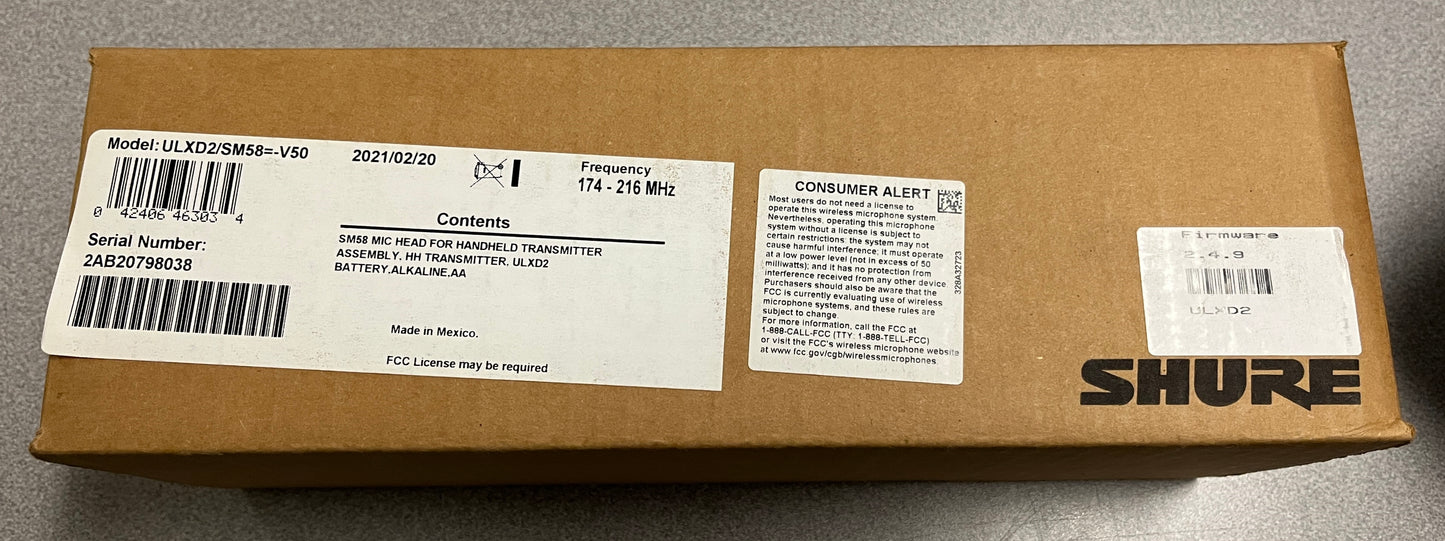 Model: ULXD2/SM58=-V50
2021/02/20
Frequency
174 - 216 MHz
0 42406 46303 4
Contents
SM58 MIC HEAD FOR HANDHELD TRANSMITTER
ASSEMBLY. HH TRANSMITTER. ULXD2
BATTERY.ALKALINE,AA
Serial Number:
2AB20798038
Made in Mexico.
FCC License may be required
CONSUMER ALERT
Most users do not need a license to
operate this wireless microphone system.
Nevertheless, operating this microphone
system without a license is subject to
certain restrictions: the system may not
cause harmful interference; it must operate
at a low power level (not in excess of 50
milliwatts); and it has no protection from
interference received from any other device.
Purchasers should also be aware that the
FCC is currently evaluating use of wireless
microphone systems, and these rules are
subject to change.
For more information, call the FCC at
1-888-CALL-FCC (TTY: 1-888-TELL-FCC)
or visit the FCC's wireless microphone website
at www.fcc.gov/cgb/wirelessmicrophones.
328A32723
Firmware
2.4.9
ULXD2
SHURE